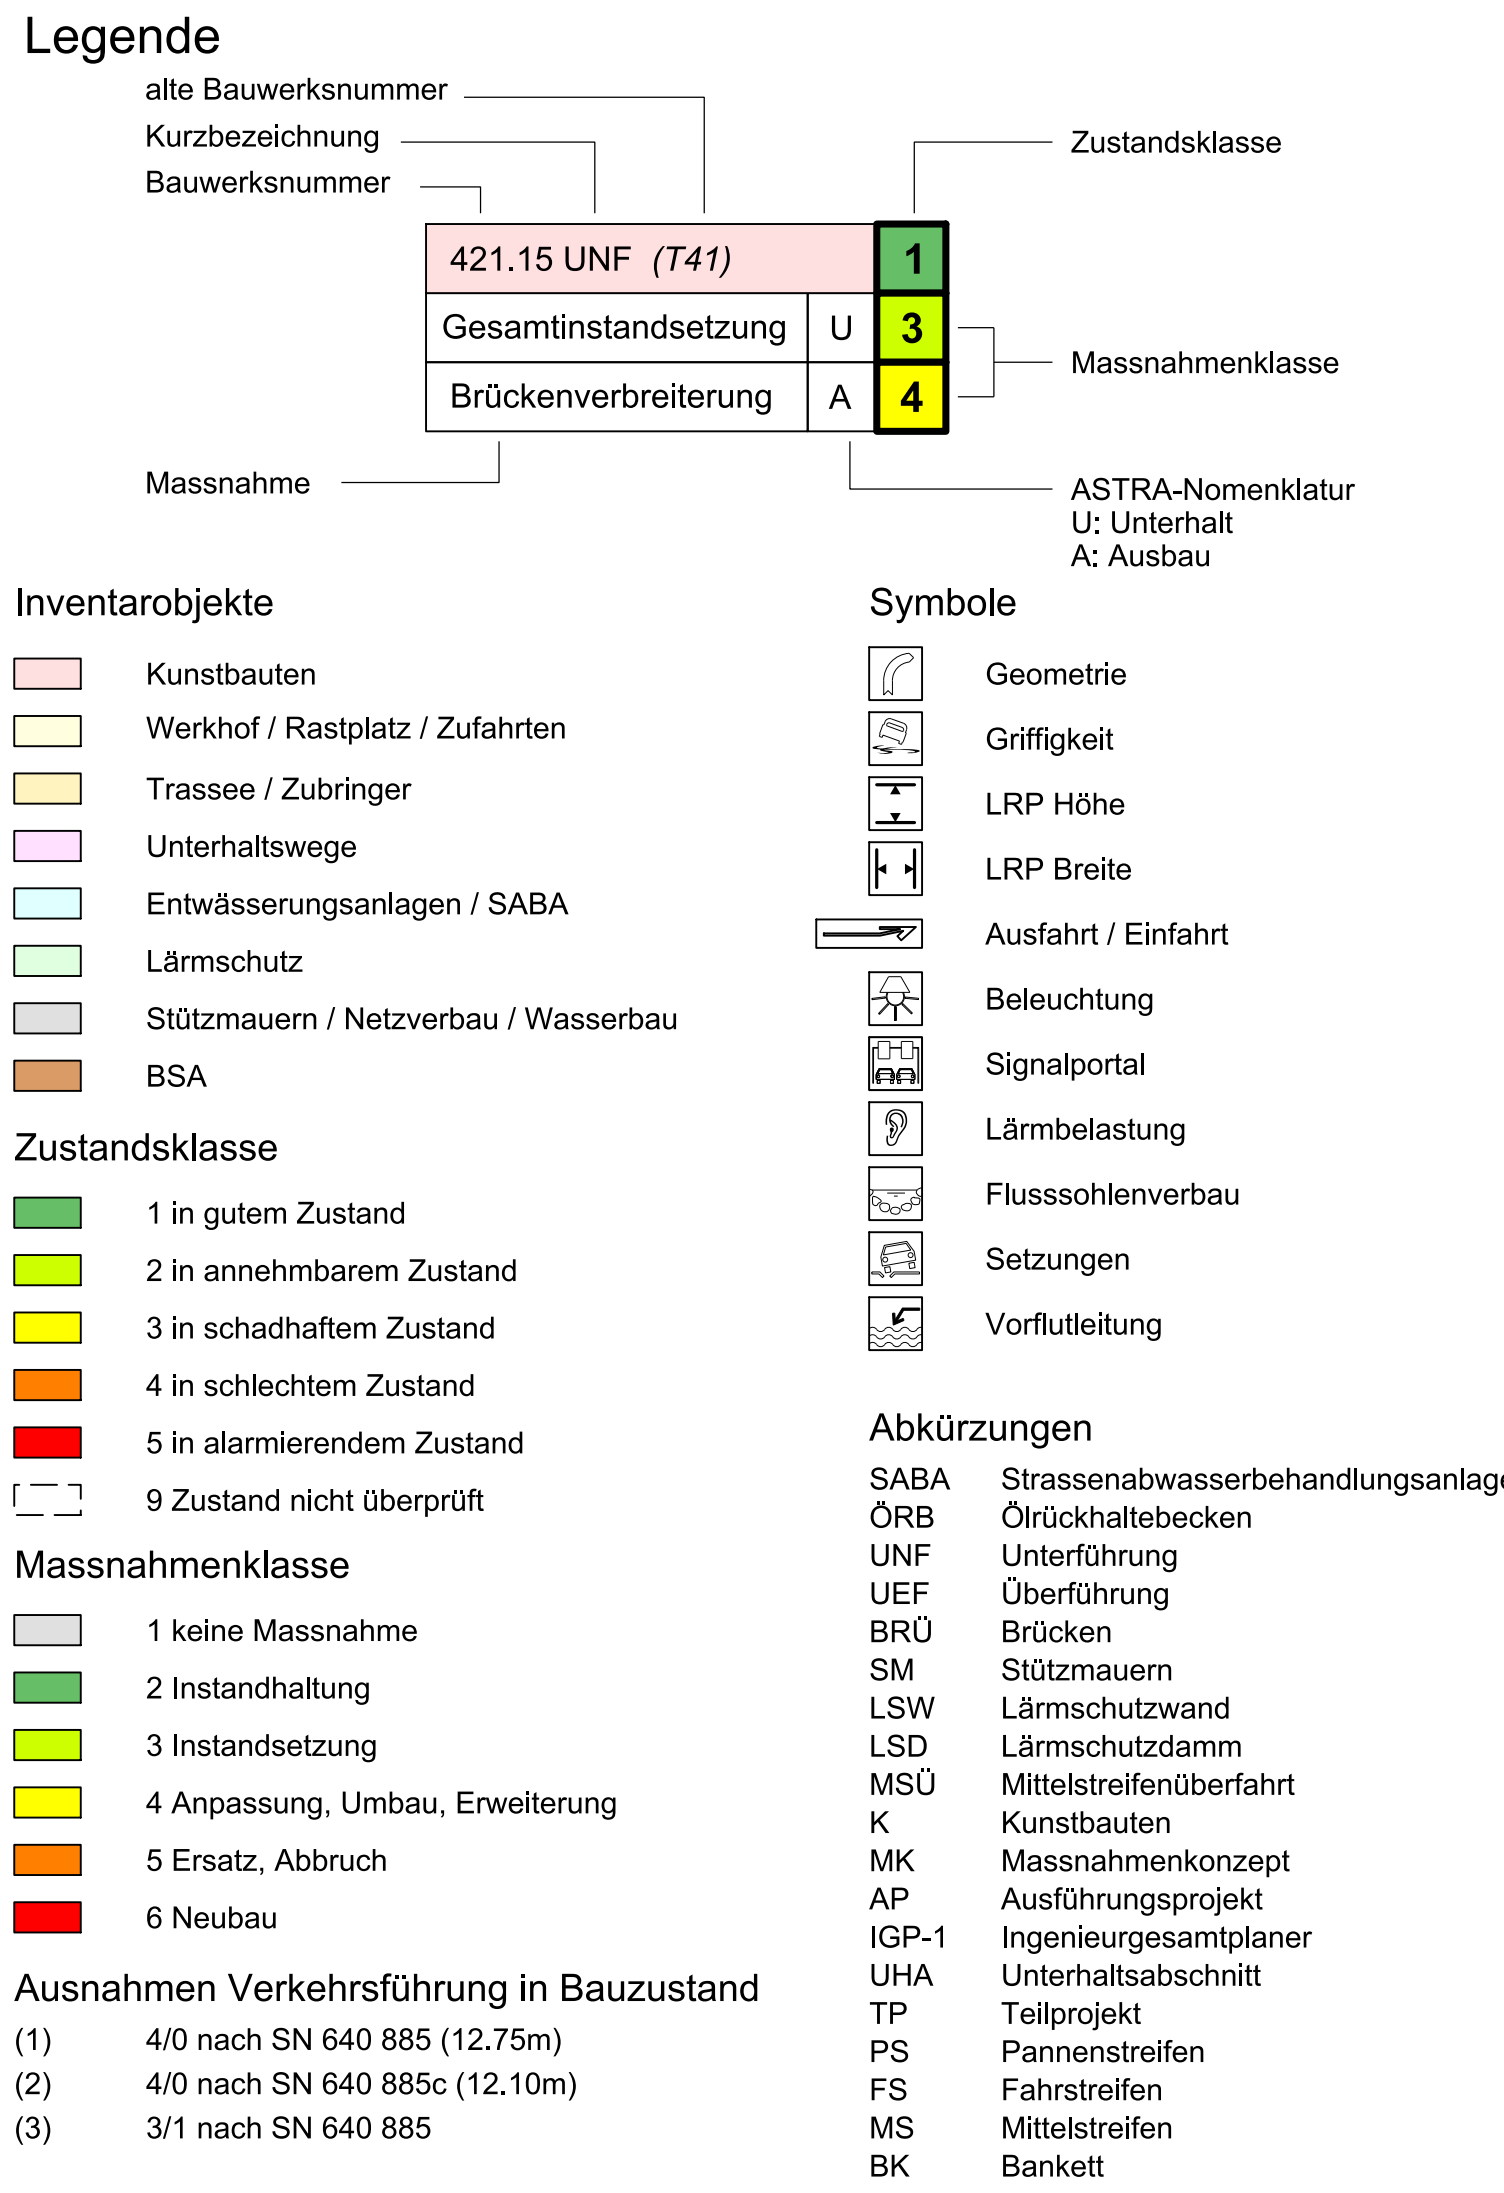 Legende
alte Bauwerksnummer
Kurzbezeichnung
Bauwerksnummer
Zustandsklasse
421.15 UNF (T41) 1
Gesamtinstandsetzung U 3
Brückenverbreiterung A 4
Massnahmenklasse
Massnahme
ASTRA-Nomenklatur
U: Unterhalt
A: Ausbau
Inventarobjekte
Kunstbauten
Werkhof / Rastplatz / Zufahrten
Trassee / Zubringer
Unterhaltswege
Entwässerungsanlagen / SABA
Lärmschutz
Stützmauern / Netzverbau / Wasserbau
BSA
Zustandsklasse
1 in gutem Zustand
2 in annehmbarem Zustand
3 in schadhaftem Zustand
4 in schlechtem Zustand
5 in alarmierendem Zustand
9 Zustand nicht überprüft
Massnahmenklasse
1 keine Massnahme
2 Instandhaltung
3 Instandsetzung
4 Anpassung, Umbau, Erweiterung
5 Ersatz, Abbruch
6 Neubau
Ausnahmen Verkehrsführung in Bauzustand
(1) 4/0 nach SN 640 885 (12.75m)
(2) 4/0 nach SN 640 885c (12.10m)
(3) 3/1 nach SN 640 885
Symbole
Geometrie
Griffigkeit
LRP Höhe
LRP Breite
Ausfahrt / Einfahrt
Beleuchtung
Signalportal
Lärmbelastung
Flusssohlenverbau
Setzungen
Vorflutleitung
Abkürzungen
SABA Strassenabwasserbehandlungsanlage
ÖRB Ölrückhaltebecken
UNF Unterführung
UEF Überführung
BRÜ Brücken
SM Stützmauern
LSW Lärmschutzwand
LSD Lärmschutzdamm
MSÜ Mittelstreifenüberfahrt
K Kunstbauten
MK Massnahmenkonzept
AP Ausführungsprojekt
IGP-1 Ingenieurgesamtplaner
UHA Unterhaltsabschnitt
TP Teilprojekt
PS Pannenstreifen
FS Fahrstreifen
MS Mittelstreifen
BK Bankett